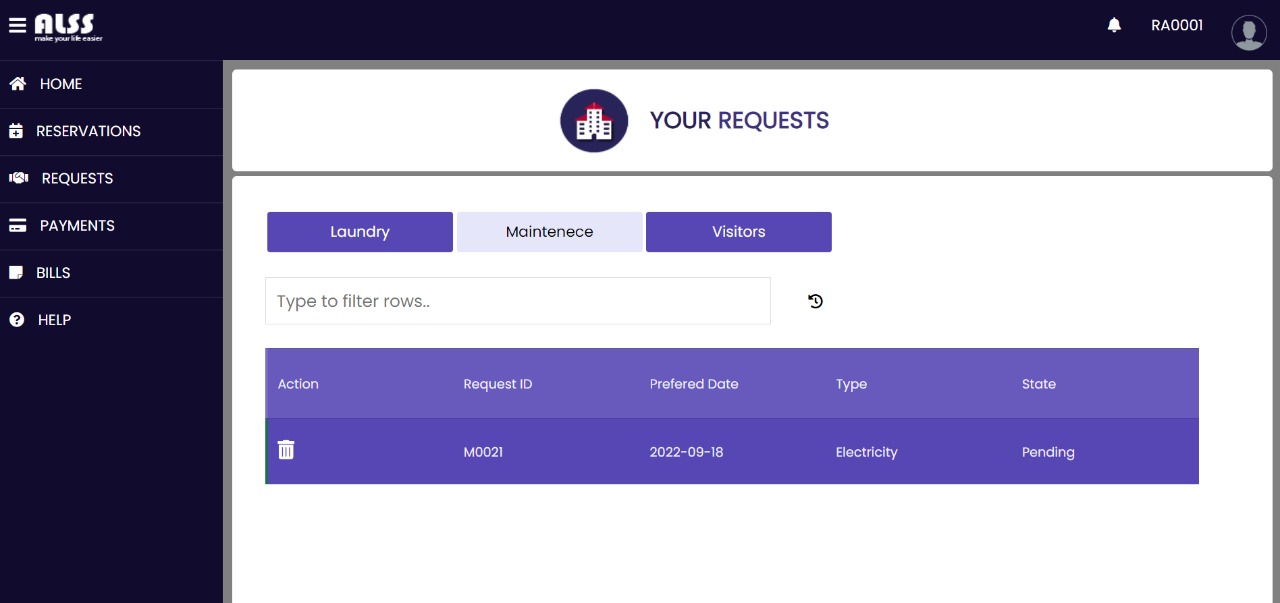 ALSS
make your life easier
RA0001
HOME
RESERVATIONS
REQUESTS
PAYMENTS
BILLS
HELP
YOUR REQUESTS
Laundry Maintenece Visitors
Type to filter rows..
Action Request ID Prefered Date Type State
M0021 2022-09-18 Electricity Pending